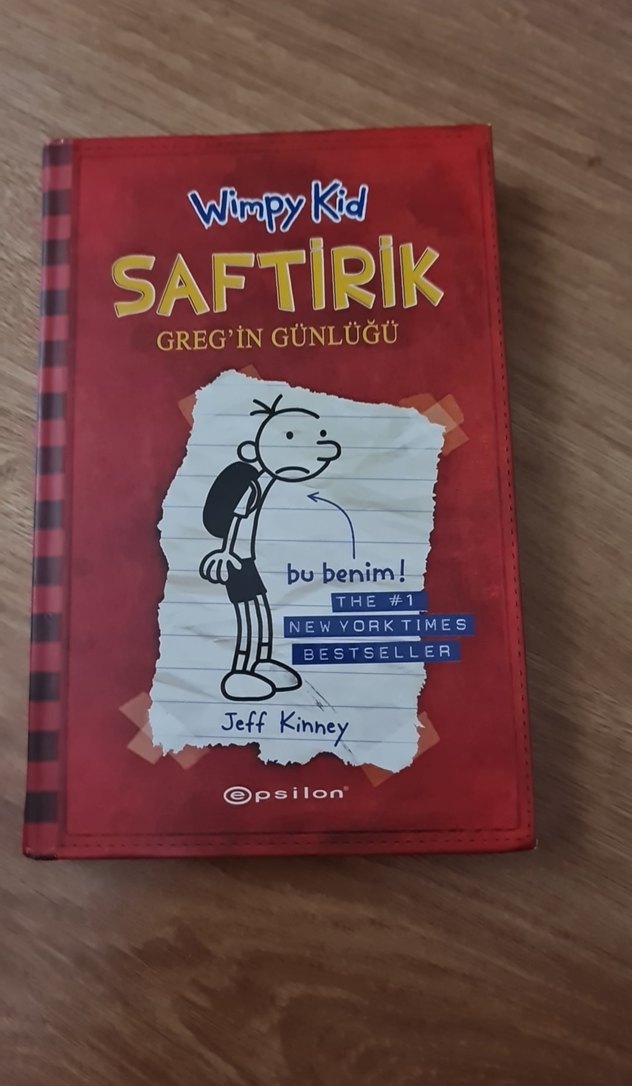 Wimpy Kid
SAFTİRİK
GREG'İN GÜNLÜĞÜ
bu benim!
THE #1
NEW YORK TIMES
BESTSELLER
Jeff Kinney
epsilon®